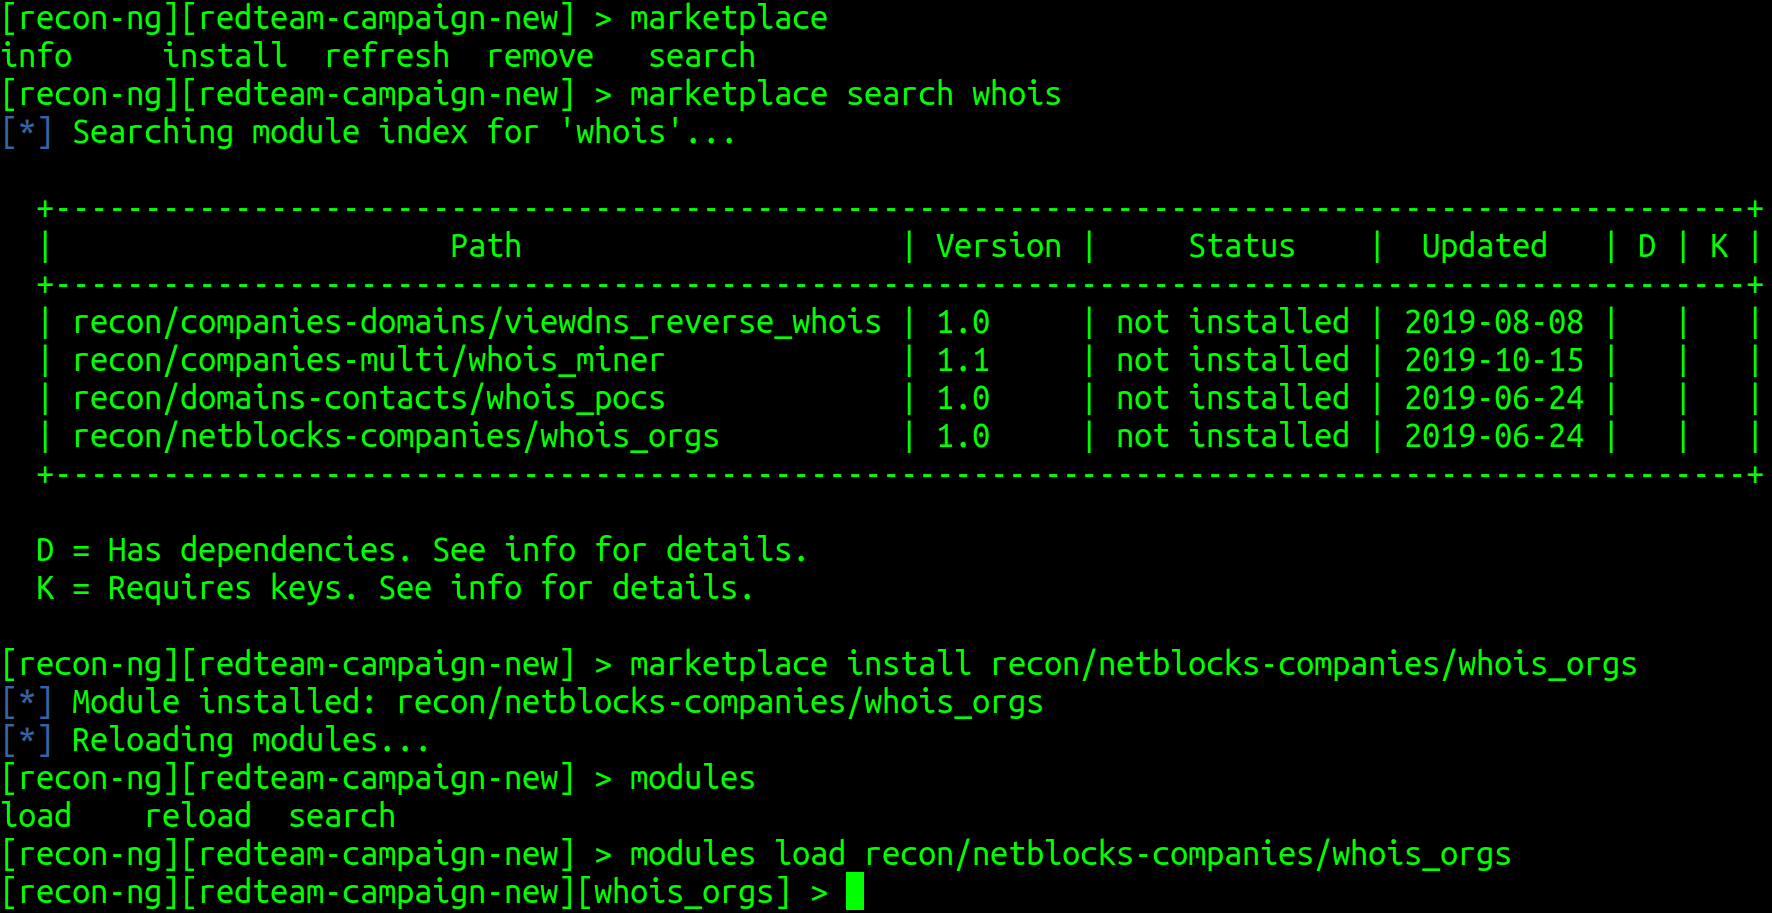 [recon-ng][redteam-campaign-new] > marketplace
info     install  refresh  remove   search
[recon-ng][redteam-campaign-new] > marketplace search whois
[*] Searching module index for 'whois'...
+----------------------------------------------------------------------------------------------+
|                      Path                     | Version |     Status    |  Updated   | D | K |
+----------------------------------------------------------------------------------------------+
| recon/companies-domains/viewdns_reverse_whois | 1.0     | not installed | 2019-08-08 |   |   |
| recon/companies-multi/whois_miner             | 1.1     | not installed | 2019-10-15 |   |   |
| recon/domains-contacts/whois_pocs             | 1.0     | not installed | 2019-06-24 |   |   |
| recon/netblocks-companies/whois_orgs          | 1.0     | not installed | 2019-06-24 |   |   |
+----------------------------------------------------------------------------------------------+
D = Has dependencies. See info for details.
K = Requires keys. See info for details.
[recon-ng][redteam-campaign-new] > marketplace install recon/netblocks-companies/whois_orgs
[*] Module installed: recon/netblocks-companies/whois_orgs
[*] Reloading modules...
[recon-ng][redteam-campaign-new] > modules
load    reload  search
[recon-ng][redteam-campaign-new] > modules load recon/netblocks-companies/whois_orgs
[recon-ng][redteam-campaign-new][whois_orgs] >